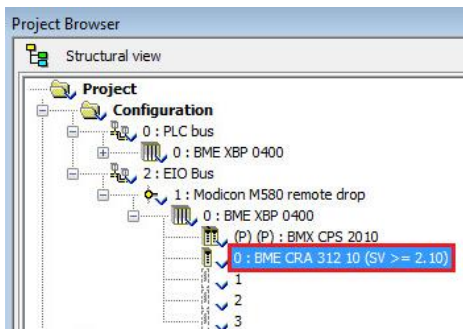 Project Browser
Structural view
Project
Configuration
0 : PLC bus
0 : BME XBP 0400
2 : EIO Bus
1 : Modicon M580 remote drop
0 : BME XBP 0400
(P) (P) : BMX CPS 2010
0 : BME CRA 312 10 (SV >= 2.10)
1
2
3